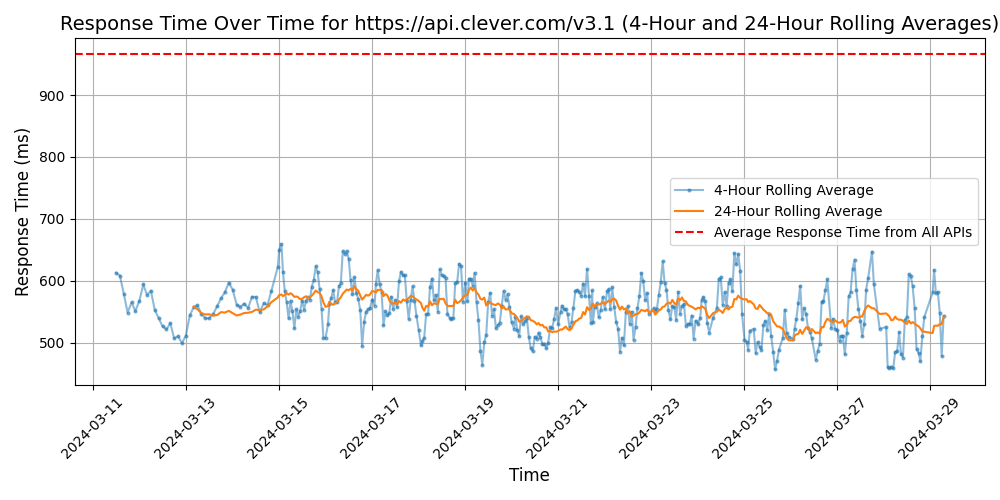 Response Time Over Time for https://api.clever.com/v3.1 (4-Hour and 24-Hour Rolling Averages)
Response Time (ms)
900
800
700
600
500
4-Hour Rolling Average
24-Hour Rolling Average
Average Response Time from All APIs
2024-03-11
2024-03-13
2024-03-15
2024-03-17
2024-03-19
2024-03-21
2024-03-23
2024-03-25
2024-03-27
2024-03-29
Time